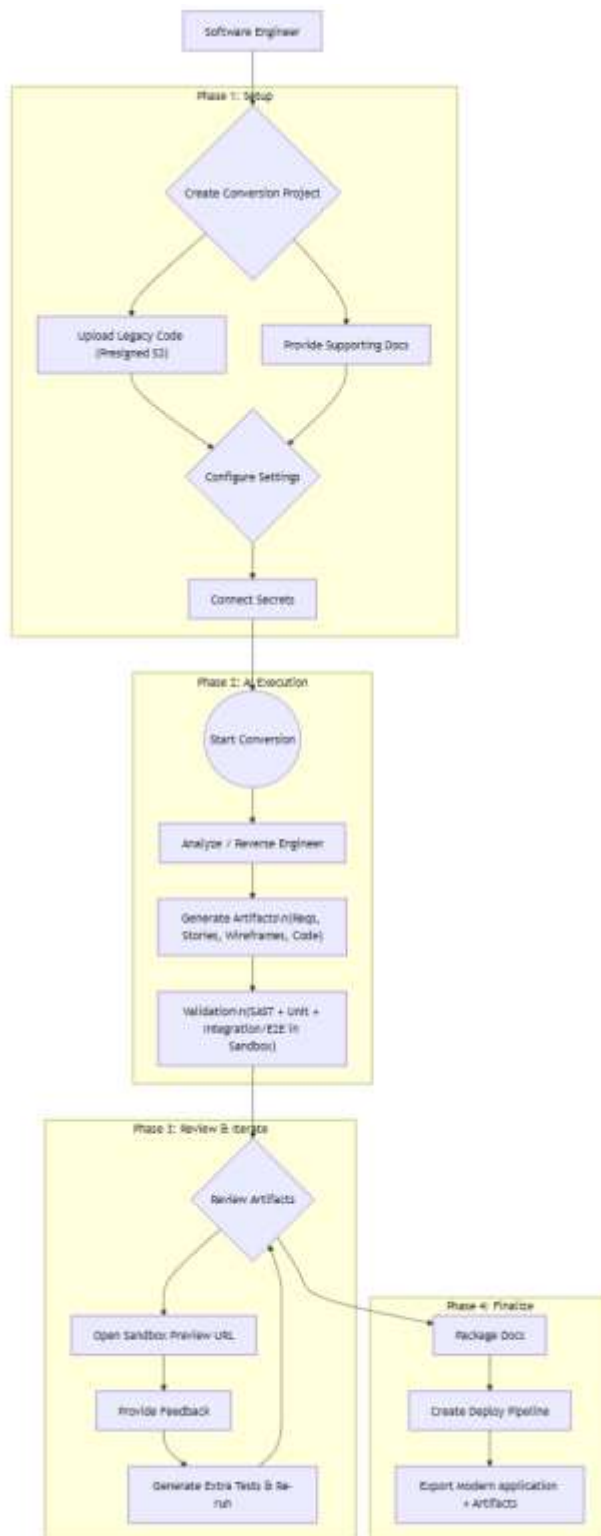 Software Engineer
Phase 1: Setup
Create Conversion Project
Upload Legacy Code
(Presigned S3)
Provide Supporting Docs
Configure Settings
Connect Secrets
Phase 2: AI Execution
Start Conversion
Analyze / Reverse Engineer
Generate Artifacts\n(Reqs,
Stories, Wireframes, Code)
Validation\n(SAST + Unit +
Integration/E2E in
Sandbox)
Phase 3: Review & Iterate
Review Artifacts
Open Sandbox Preview URL
Provide Feedback
Generate Extra Tests & Re-
run
Phase 4: Finalize
Package Docs
Create Deploy Pipeline
Export Modern Application
+ Artifacts